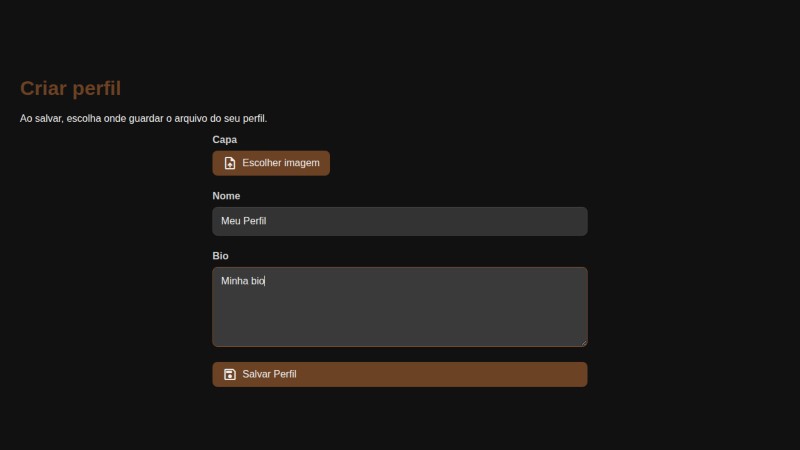 Criar perfil
Ao salvar, escolha onde guardar o arquivo do seu perfil.
Capa
Escolher imagem
Nome
Meu Perfil
Bio
Minha bio
Salvar Perfil